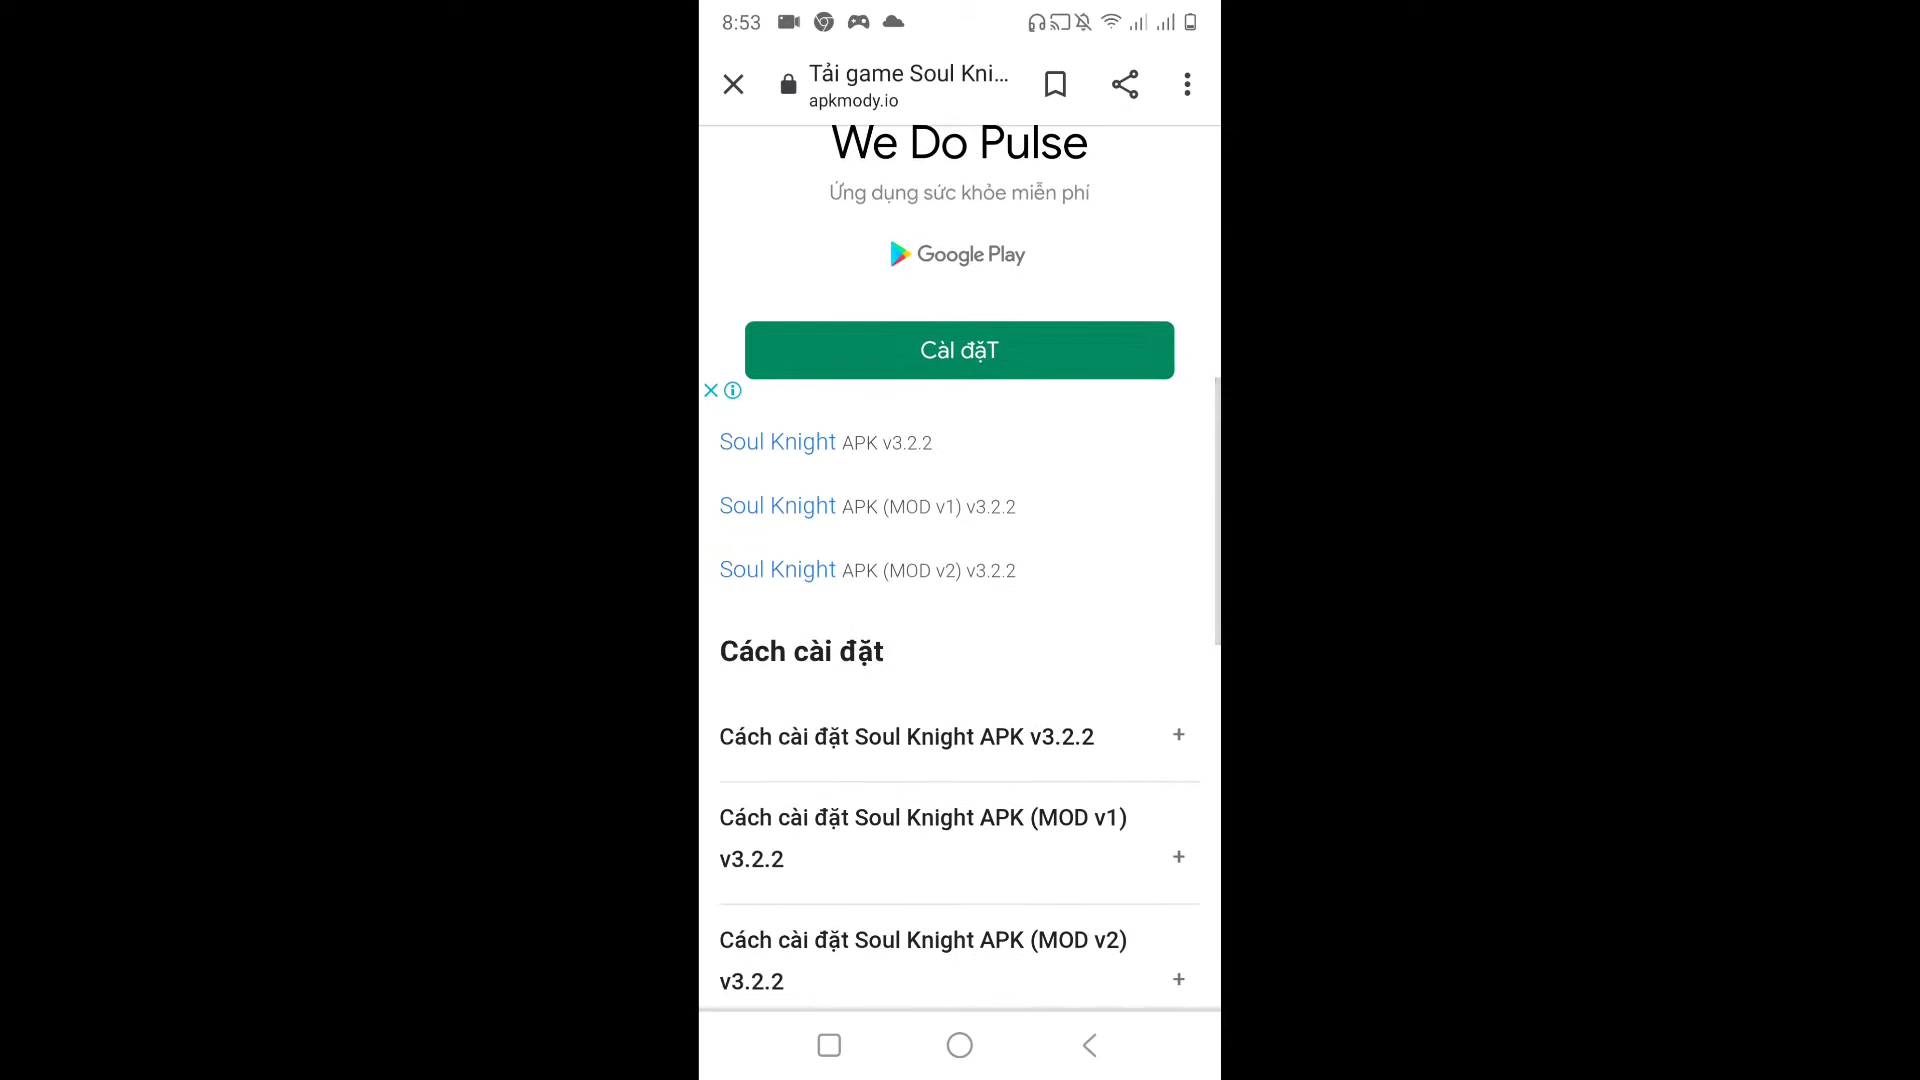 8:53
Tải game Soul Kni...
apkmody.io
We Do Pulse
Ứng dụng sức khỏe miễn phí
Google Play
Càl đặT
Soul Knight APK v3.2.2
Soul Knight APK (MOD v1) v3.2.2
Soul Knight APK (MOD v2) v3.2.2
Cách cài đặt
Cách cài đặt Soul Knight APK v3.2.2 +
Cách cài đặt Soul Knight APK (MOD v1)
v3.2.2 +
Cách cài đặt Soul Knight APK (MOD v2)
v3.2.2 +